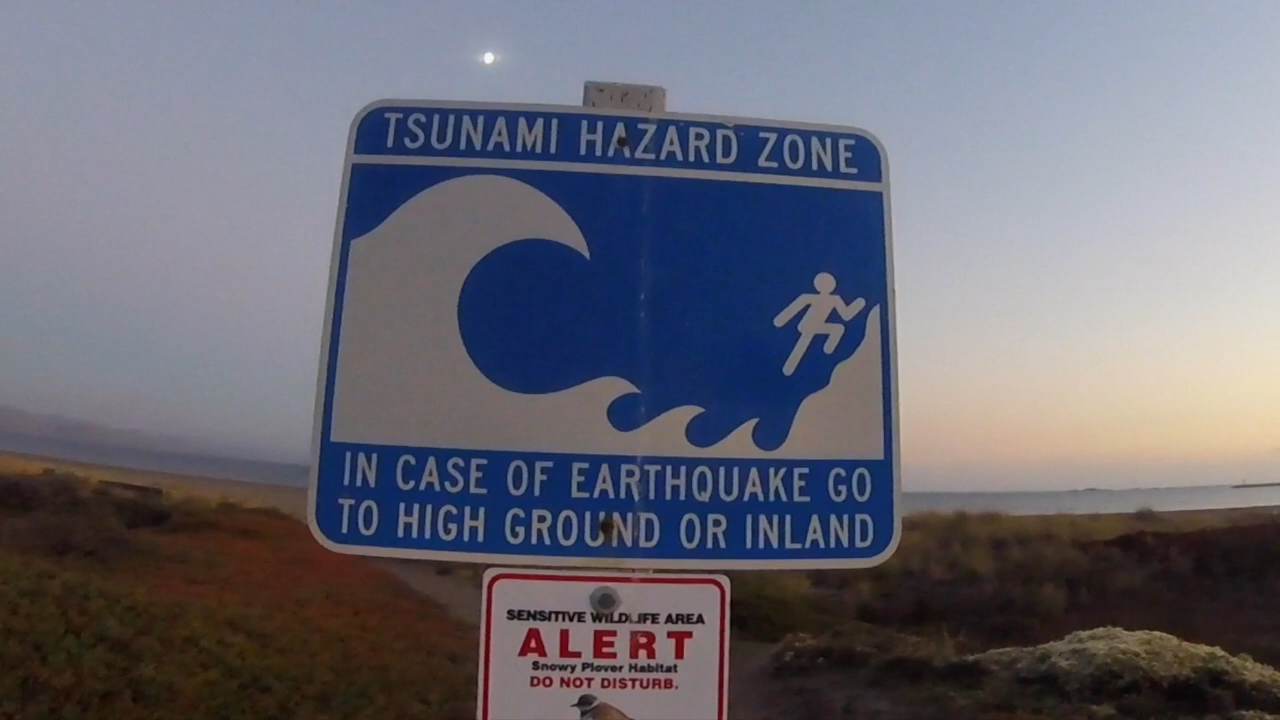 TSUNAMI HAZARD ZONE
IN CASE OF EARTHQUAKE GO
TO HIGH GROUND OR INLAND
SENSITIVE WILDLIFE AREA
ALERT
Snowy Plover Habitat
DO NOT DISTURB.